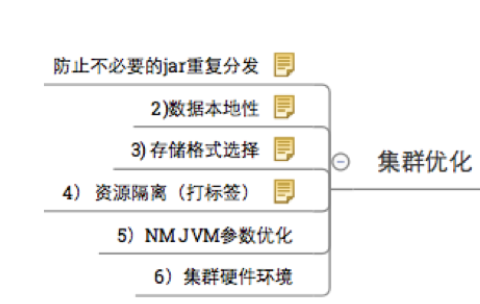 防止不必要的jar重复分发
2)数据本地性
3) 存储格式选择
集群优化
4） 资源隔离（打标签）
5）NM JVM参数优化
6）集群硬件环境